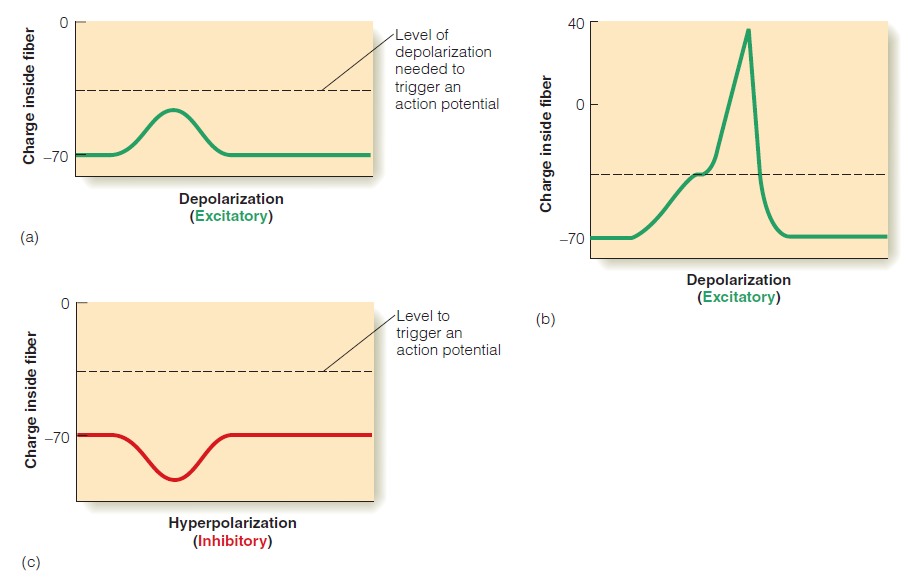 0
Charge inside fiber
–70
Level of
depolarization
needed to
trigger an
action potential
Depolarization
(Excitatory)
(a)
40
0
Charge inside fiber
–70
Depolarization
(Excitatory)
(b)
0
Charge inside fiber
–70
Level to
trigger an
action potential
Hyperpolarization
(Inhibitory)
(c)